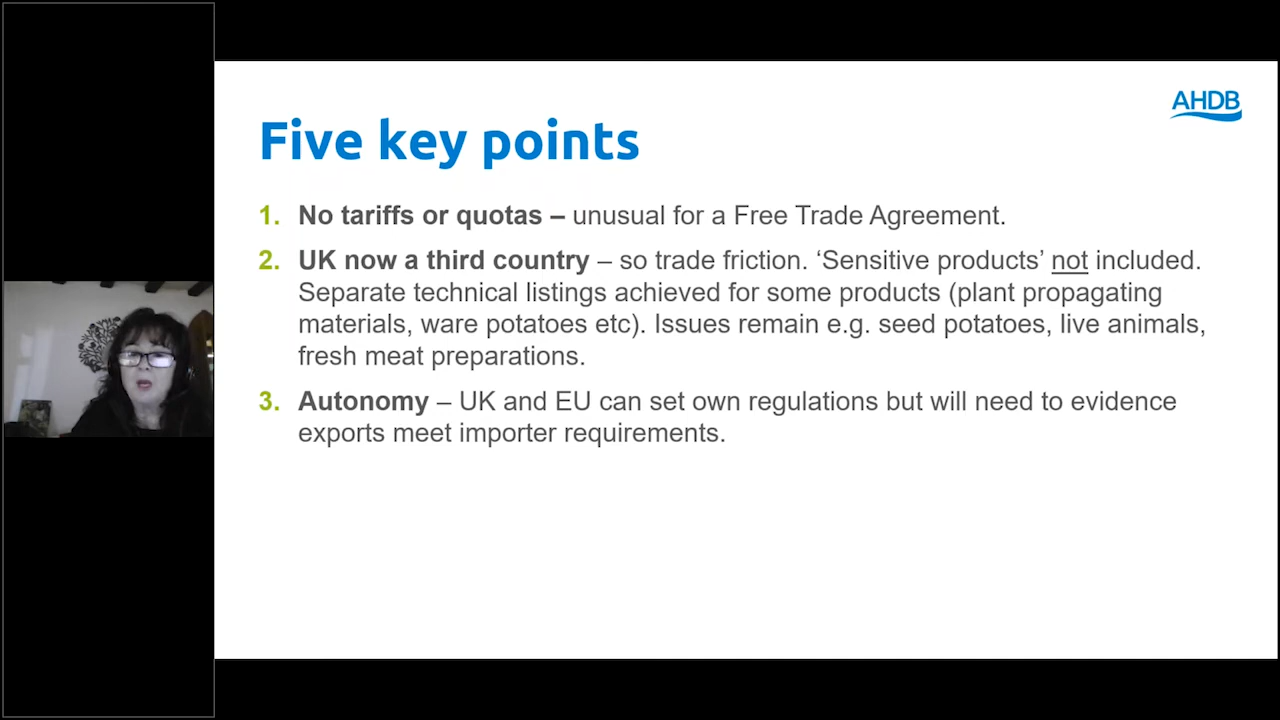 AHDB
Five key points
1. No tariffs or quotas – unusual for a Free Trade Agreement.
2. UK now a third country – so trade friction. ‘Sensitive products’ not included.
Separate technical listings achieved for some products (plant propagating
materials, ware potatoes etc). Issues remain e.g. seed potatoes, live animals,
fresh meat preparations.
3. Autonomy – UK and EU can set own regulations but will need to evidence
exports meet importer requirements.